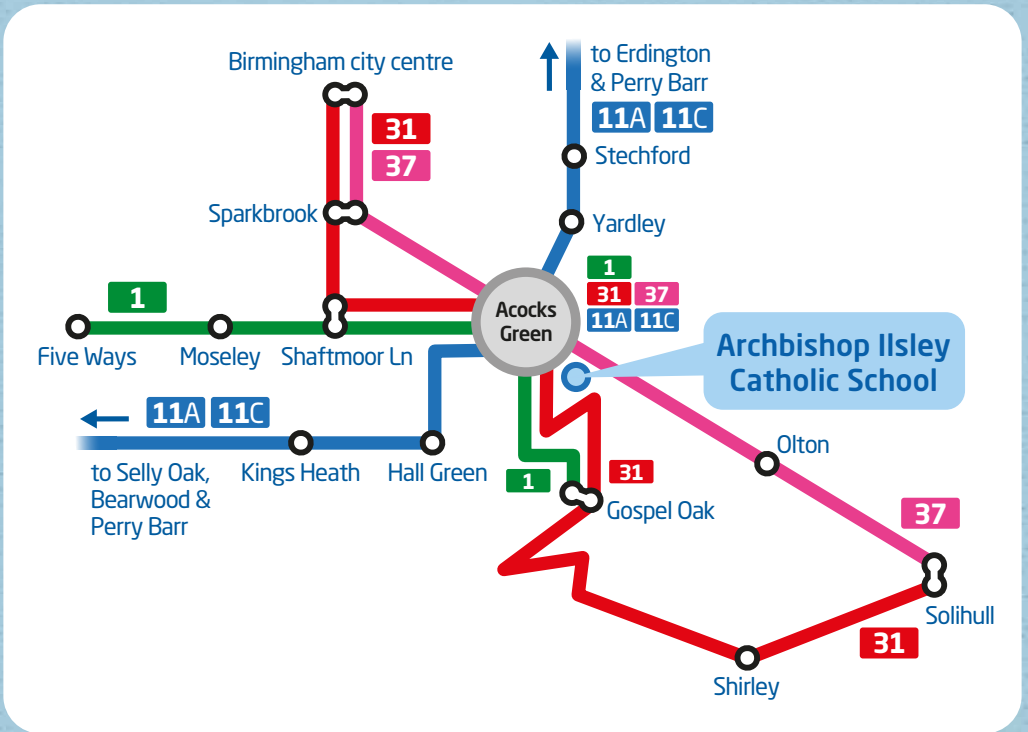 Birmingham city centre
to Erdington
& Perry Barr
11A 11C
31
37
Stechford
Sparkbrook
Yardley
1
1
31 37
11A 11C
Acocks
Green
Five Ways
Moseley
Shaftmoor Ln
Archbishop Ilsley
Catholic School
11A 11C
to Selly Oak,
Bearwood &
Perry Barr
Kings Heath
Hall Green
Olton
1
31
Gospel Oak
37
Solihull
31
Shirley